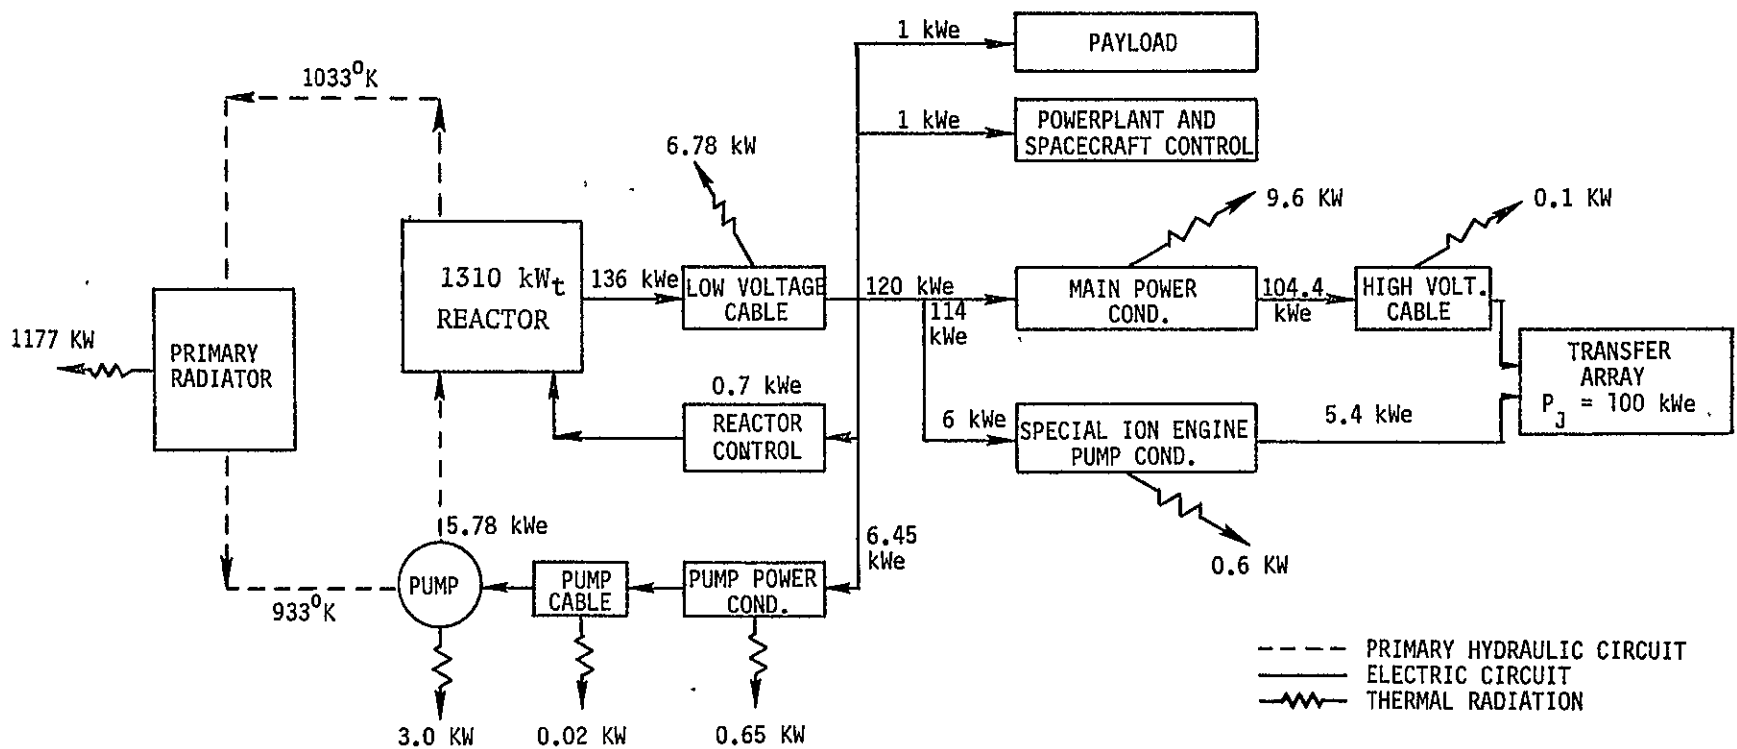 1 kWe
PAYLOAD
1033°K
1 kWe
POWERPLANT AND
SPACECRAFT CONTROL
6.78 kW
9.6 KW
0.1 KW
1310 kWt
REACTOR
136 kWe
LOW VOLTAGE
CABLE
120 kWe
114
kWe
MAIN POWER
COND.
104.4
kWe
HIGH VOLT.
CABLE
1177 KW
PRIMARY
RADIATOR
TRANSFER
ARRAY
PJ = 100 kWe
0.7 kWe
REACTOR
CONTROL
6 kWe
SPECIAL ION ENGINE
PUMP COND.
5.4 kWe
5.78 kWe
6.45
kWe
0.6 KW
PUMP
PUMP
CABLE
PUMP POWER
COND.
933°K
3.0 KW
0.02 KW
0.65 KW
PRIMARY HYDRAULIC CIRCUIT
ELECTRIC CIRCUIT
THERMAL RADIATION